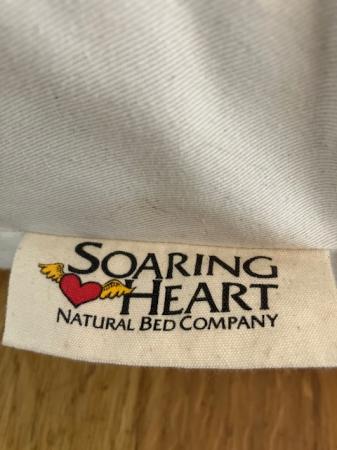 SOARING
HEART
NATURAL BED COMPANY